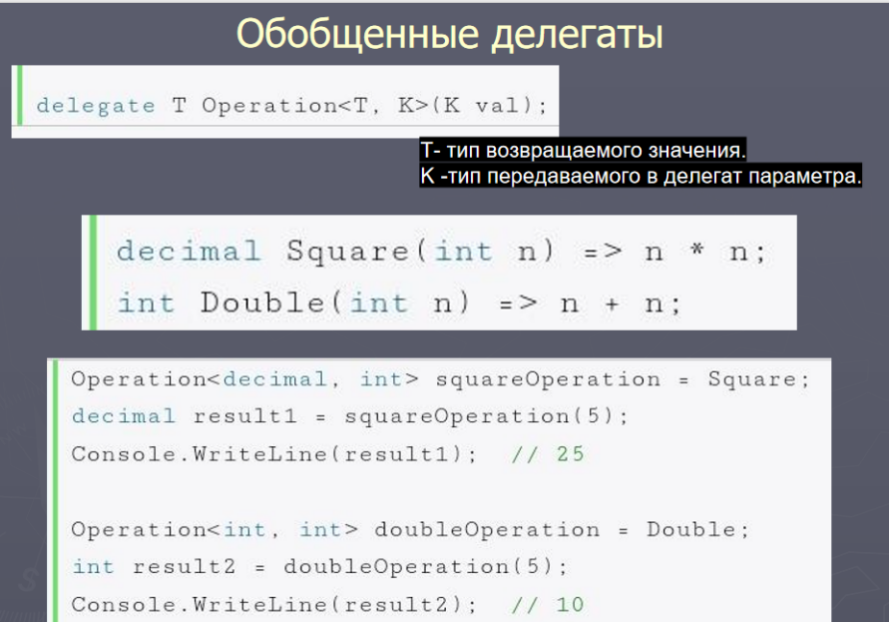 Обобщенные делегаты
delegate T Operation<T, K>(K val);
T- тип возвращаемого значения.
K -тип передаваемого в делегат параметра.
decimal Square(int n) => n * n;
int Double(int n) => n + n;
Operation<decimal, int> squareOperation = Square;
decimal result1 = squareOperation(5);
Console.WriteLine(result1);  // 25
Operation<int, int> doubleOperation = Double;
int result2 = doubleOperation(5);
Console.WriteLine(result2);  // 10